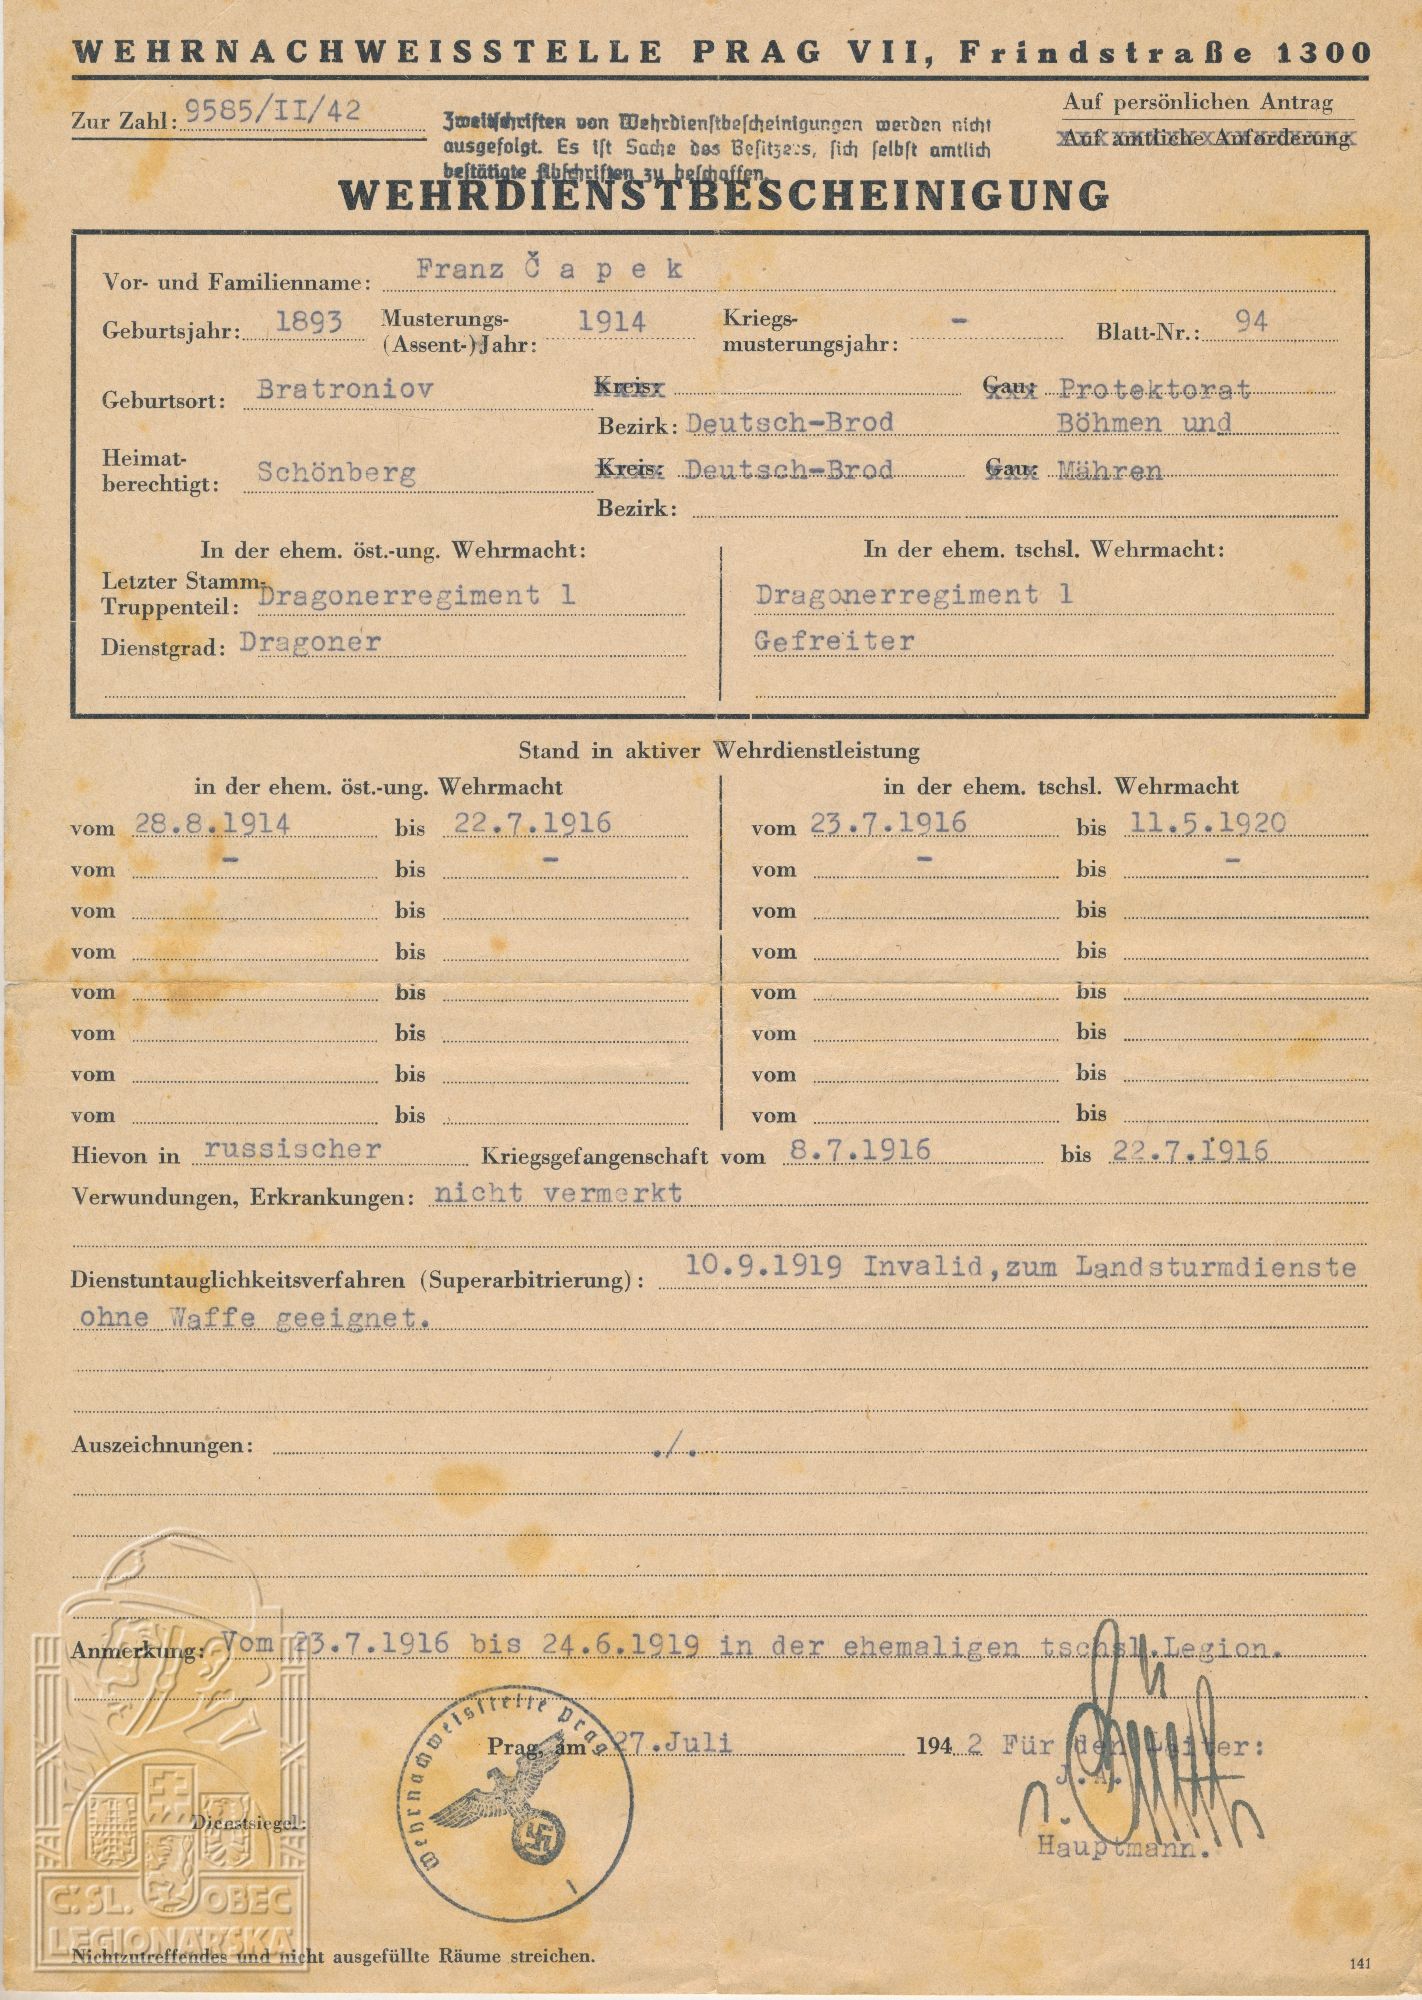 WEHRNACHWEISSTELLE PRAG VII, Frindstraße 1300
Zur Zahl: 9585/II/42
Zweitschriften von Wehrdienstbescheinigungen werden nicht
ausgefolgt. Es ist Sache des Besitzers, sich selbst amtlich
bestätigte Abschriften zu beschaffen.
Auf persönlichen Antrag
Auf amtliche Anforderung
WEHRDIENSTBESCHEINIGUNG
Vor- und Familienname: Franz Č a p e k
Geburtsjahr: 1893 Musterungs-(Assent-)Jahr: 1914 Kriegs-musterungsjahr: - Blatt-Nr.: 94
Geburtsort: Bratroniov Kreis: Gau: Protektorat
Bezirk: Deutsch-Brod Böhmen und
Heimat-berechtigt: Schönberg Kreis: Deutsch-Brod Gau: Mähren
Bezirk:
In der ehem. öst.-ung. Wehrmacht: In der ehem. tschsl. Wehrmacht:
Letzter Stamm-
Truppenteil: Dragonerregiment 1 Dragonerregiment 1
Dienstgrad: Dragoner Gefreiter
Stand in aktiver Wehrdienstleistung
in der ehem. öst.-ung. Wehrmacht in der ehem. tschsl. Wehrmacht
vom 28.8.1914 bis 22.7.1916 vom 23.7.1916 bis 11.5.1920
vom - bis - vom - bis -
vom bis vom bis
vom bis vom bis
vom bis vom bis
vom bis vom bis
vom bis vom bis
vom bis vom bis
Hievon in russischer Kriegsgefangenschaft vom 8.7.1916 bis 22.7.1916
Verwundungen, Erkrankungen: nicht vermerkt
Dienstuntauglichkeitsverfahren (Superarbitrierung): 10.9.1919 Invalid, zum Landsturmdienste
ohne Waffe geeignet.
Auszeichnungen: ./.
Anmerkung: Vom 23.7.1916 bis 24.6.1919 in der ehemaligen tschsl. Legion.
Prag, am 27. Juli 1942 Für den Leiter:
J.A.
Dienstsiegel:
Wehrnachweisstelle Prag
1
Hauptmann.
Č.SL. OBEC
LEGIONÁŘSKÁ
Nichtzutreffendes und nicht ausgefüllte Räume streichen.
141